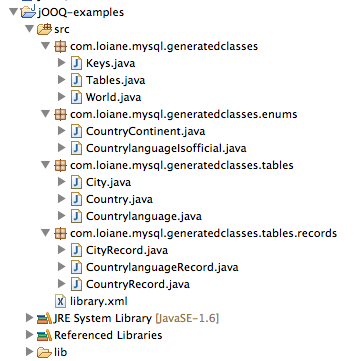 jOOQ-examples
src
com.loiane.mysql.generatedclasses
Keys.java
Tables.java
World.java
com.loiane.mysql.generatedclasses.enums
CountryContinent.java
CountrylanguageIsofficial.java
com.loiane.mysql.generatedclasses.tables
City.java
Country.java
Countrylanguage.java
com.loiane.mysql.generatedclasses.tables.records
CityRecord.java
CountrylanguageRecord.java
CountryRecord.java
library.xml
JRE System Library [JavaSE-1.6]
Referenced Libraries
lib